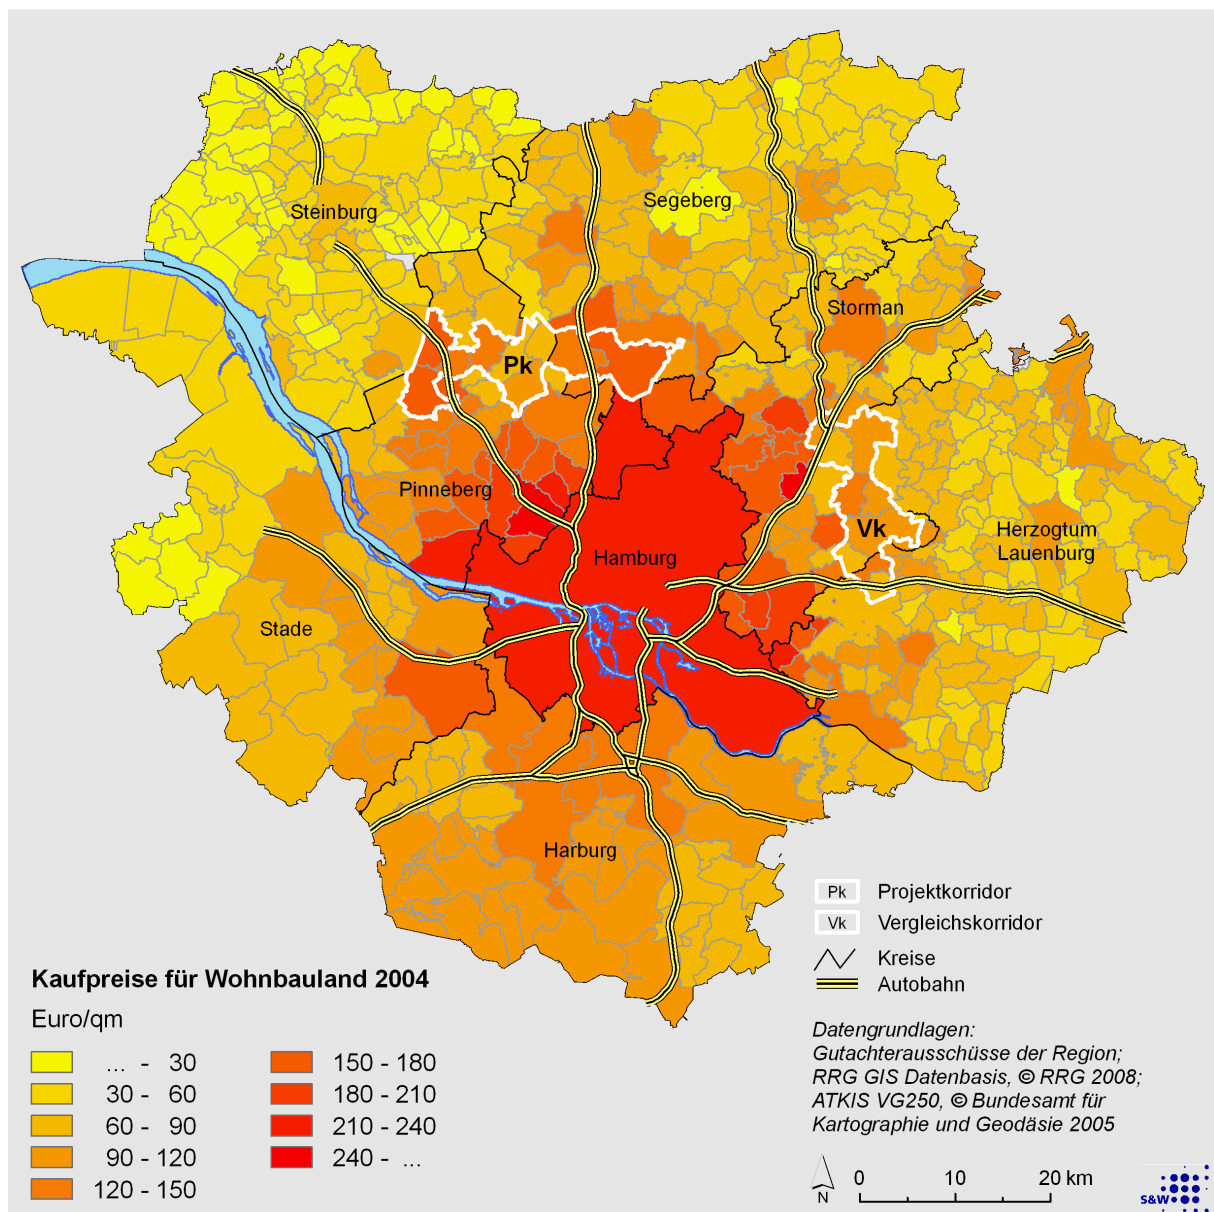 Steinburg
Segeberg
Storman
Pk
Pinneberg
Hamburg
Vk
Herzogtum
Lauenburg
Stade
Harburg
Pk Projektkorridor
Vk Vergleichskorridor
Kreise
Autobahn
Kaufpreise für Wohnbauland 2004
Euro/qm
... - 30
30 - 60
60 - 90
90 - 120
120 - 150
150 - 180
180 - 210
210 - 240
240 - ...
Datengrundlagen:
Gutachterausschüsse der Region;
RRG GIS Datenbasis, © RRG 2008;
ATKIS VG250, © Bundesamt für
Kartographie und Geodäsie 2005
N
0 10 20 km
S&W